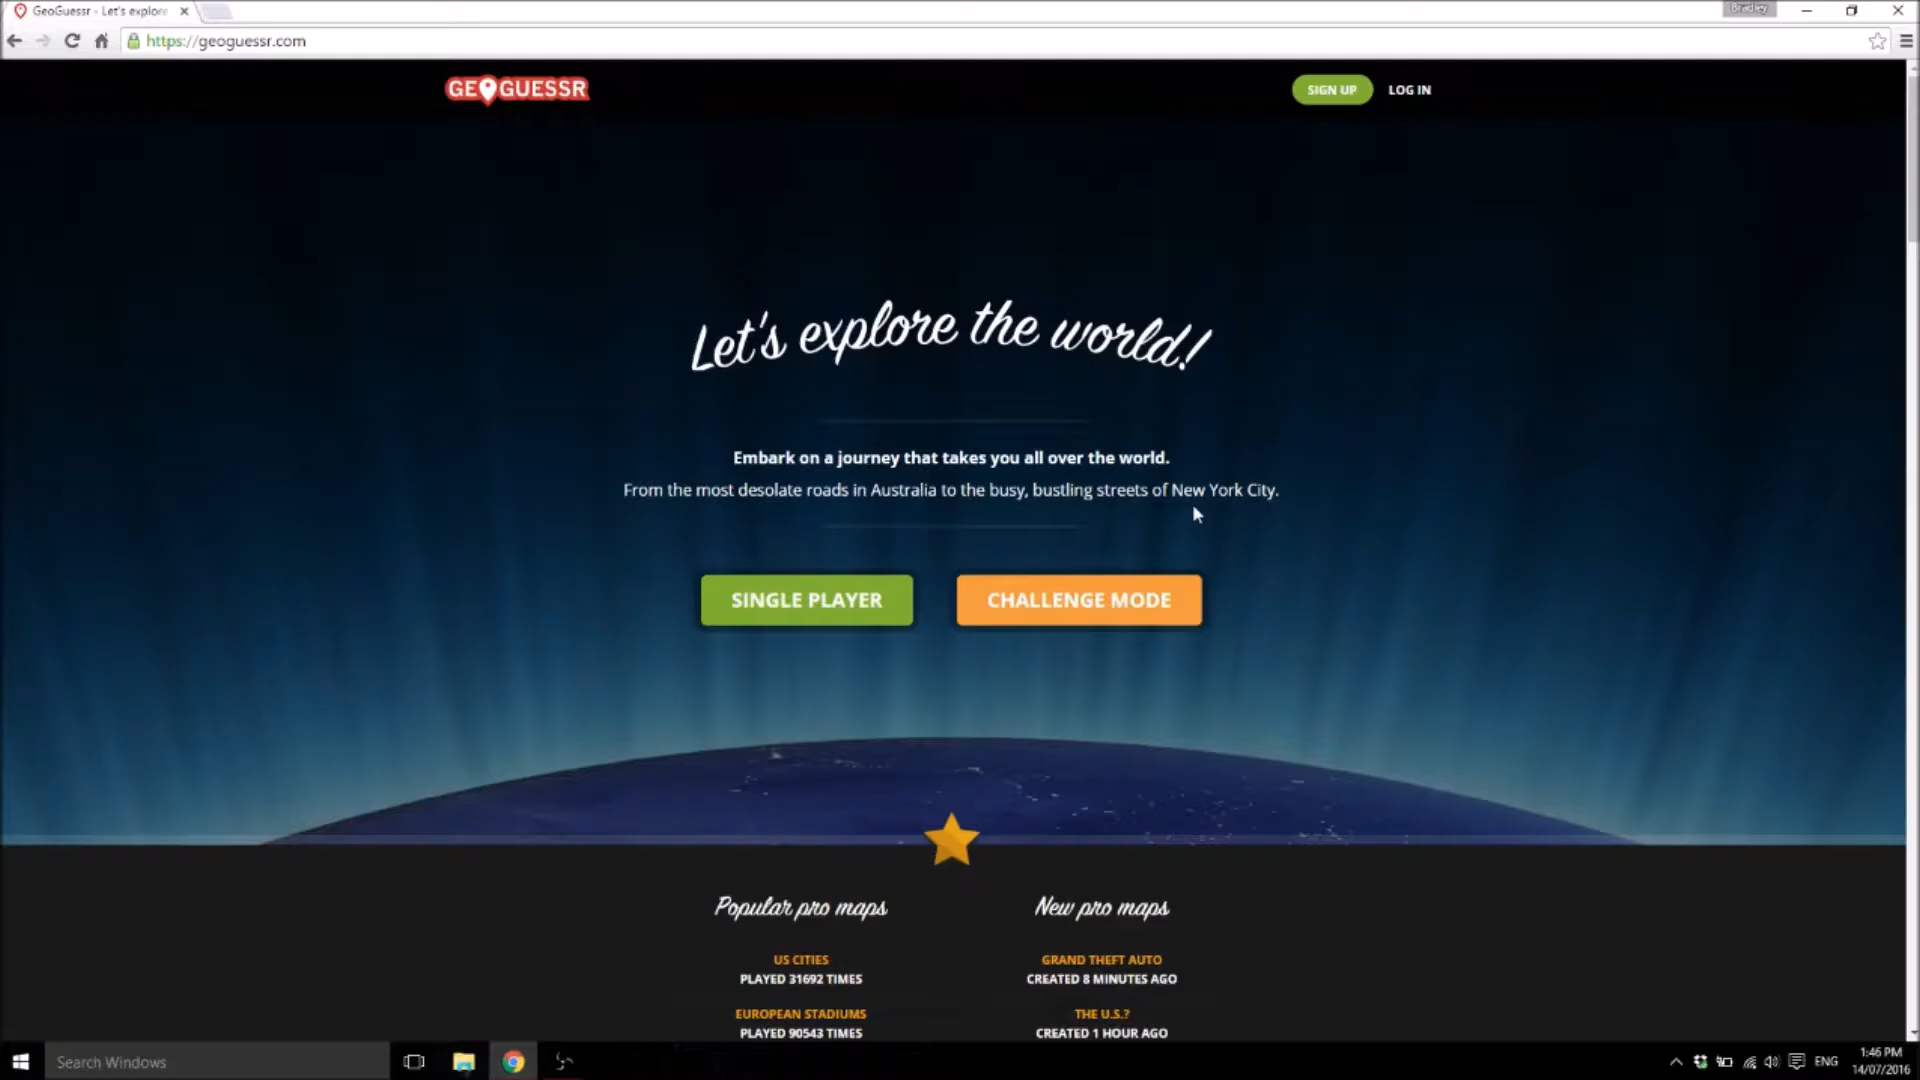 GeoGuessr - Let's explore
Bradley
https://geoguessr.com
GEOGUESSR
SIGN UP
LOG IN
Let's explore the world!
Embark on a journey that takes you all over the world.
From the most desolate roads in Australia to the busy, bustling streets of New York City.
SINGLE PLAYER
CHALLENGE MODE
Popular pro maps
US CITIES
PLAYED 31692 TIMES
EUROPEAN STADIUMS
PLAYED 90543 TIMES
New pro maps
GRAND THEFT AUTO
CREATED 8 MINUTES AGO
THE U.S.?
CREATED 1 HOUR AGO
Search Windows
ENG
1:46 PM
14/07/2016